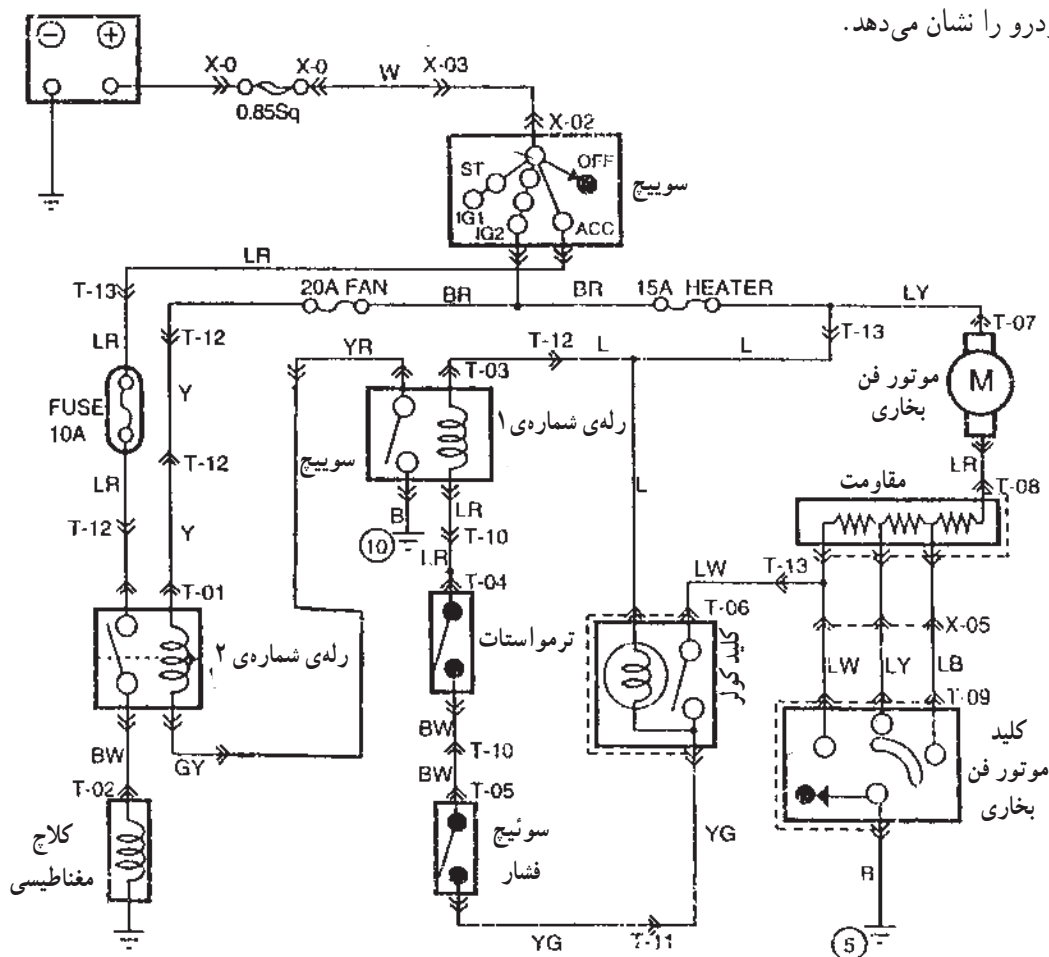 ودرو را نشان می‌دهد.
X-0 X-0 W X-03
0.85Sq
X-02
ST OFF
IG1
IG2 ACC
سوییچ
LR
T-13
20A FAN BR BR 15A HEATER LY
T-12 T-13 T-07
LR YR T-12 L L
T-03
FUSE
10A
Y
سوییچ
رله‌ی شماره‌ی ۱
موتور فن
بخاری
M
LR
T-12
LR
T-12
Y
B
10
LR
T-10
LR
T-04
L
LR
T-08
مقاومت
T-01
رله‌ی شماره‌ی ۲
ترمواستات
LW T-13
T-06
کلید کولر
X-05
LW LY LB
T-09
BW
GY
BW
T-10
BW
T-05
T-02
کلاچ
مغناطیسی
سوئیچ
فشار
کلید
موتور فن
بخاری
YG
B
YG T-11
5